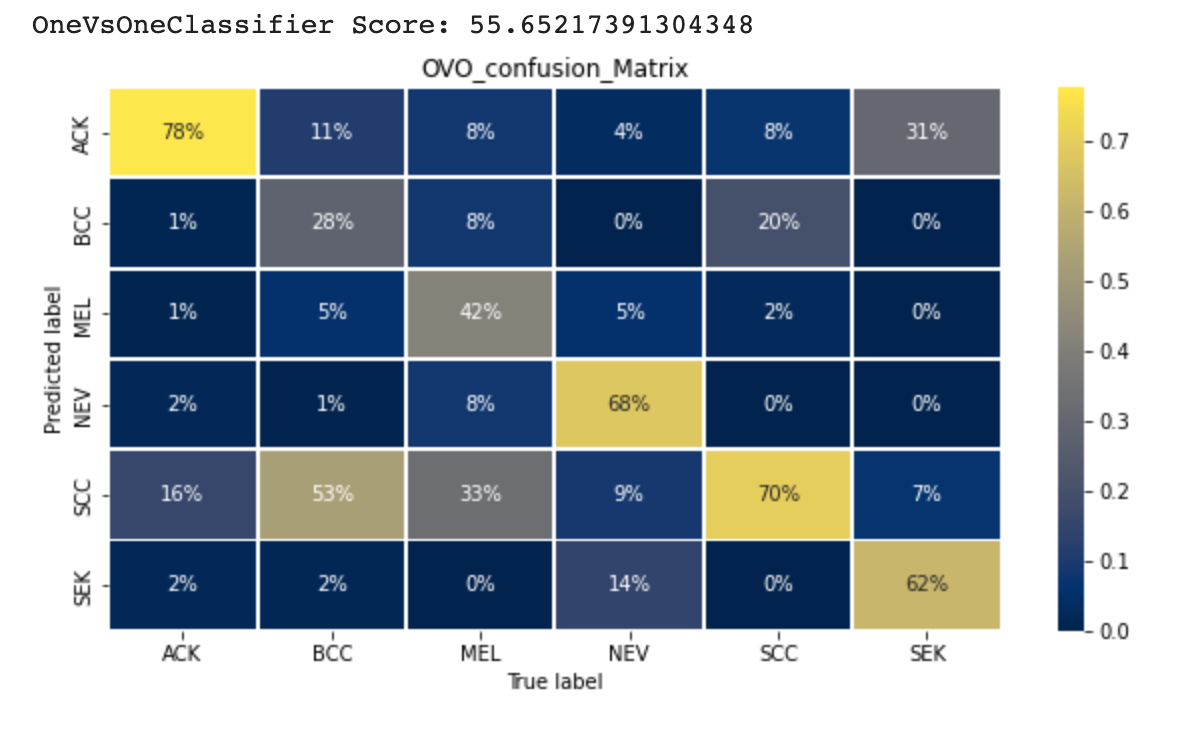 OneVsOneClassifier Score: 55.65217391304348
OVO_confusion_Matrix
ACK 78% 11% 8% 4% 8% 31%
BCC 1% 28% 8% 0% 20% 0%
MEL 1% 5% 42% 5% 2% 0%
NEV 2% 1% 8% 68% 0% 0%
SCC 16% 53% 33% 9% 70% 7%
SEK 2% 2% 0% 14% 0% 62%
Predicted label
ACK BCC MEL NEV SCC SEK
True label
0.7
0.6
0.5
0.4
0.3
0.2
0.1
0.0